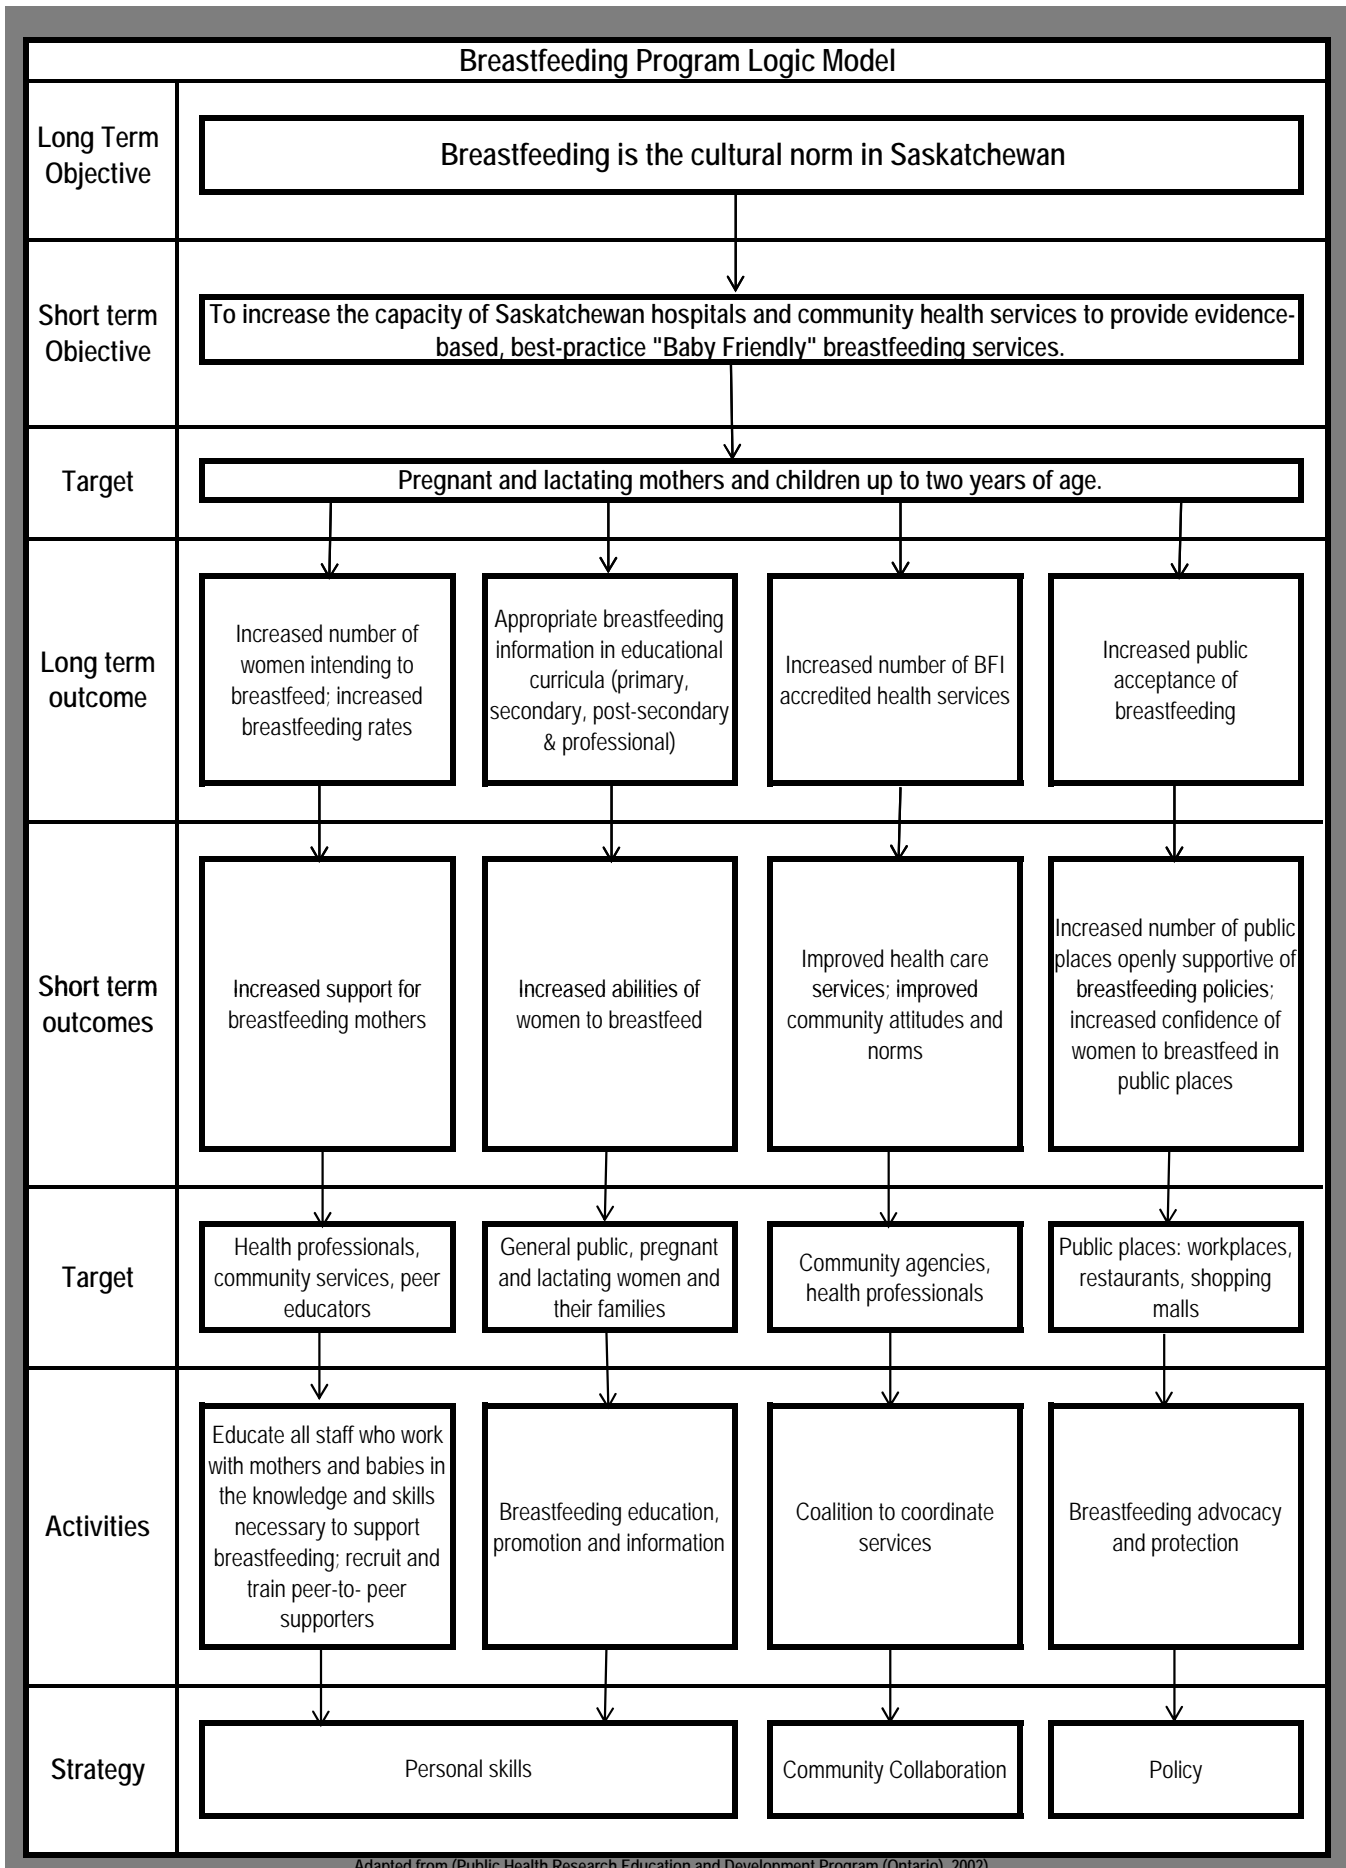 Breastfeeding Program Logic Model
Long Term
Objective
Breastfeeding is the cultural norm in Saskatchewan
Short term
Objective
To increase the capacity of Saskatchewan hospitals and community health services to provide evidence-
based, best-practice "Baby Friendly" breastfeeding services.
Target
Pregnant and lactating mothers and children up to two years of age.
Long term
outcome
Increased number of
women intending to
breastfeed; increased
breastfeeding rates
Appropriate breastfeeding
information in educational
curricula (primary,
secondary, post-secondary
& professional)
Increased number of BFI
accredited health services
Increased public
acceptance of
breastfeeding
Short term
outcomes
Increased support for
breastfeeding mothers
Increased abilities of
women to breastfeed
Improved health care
services; improved
community attitudes and
norms
Increased number of public
places openly supportive of
breastfeeding policies;
increased confidence of
women to breastfeed in
public places
Target
Health professionals,
community services, peer
educators
General public, pregnant
and lactating women and
their families
Community agencies,
health professionals
Public places: workplaces,
restaurants, shopping
malls
Activities
Educate all staff who work
with mothers and babies in
the knowledge and skills
necessary to support
breastfeeding; recruit and
train peer-to- peer
supporters
Breastfeeding education,
promotion and information
Coalition to coordinate
services
Breastfeeding advocacy
and protection
Strategy
Personal skills
Community Collaboration
Policy
Adapted from (Public Health Research Education and Development Program (Ontario), 2002)